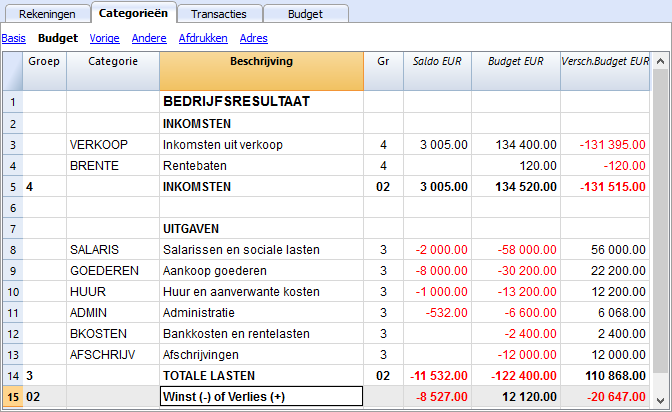 Rekeningen Categorieën Transacties Budget
Basis Budget Vorige Andere Afdrukken Adres
Groep Categorie Beschrijving Gr Saldo EUR Budget EUR Versch.Budget EUR
1 BEDRIJFSRESULTAAT
2 INKOMSTEN
3 VERKOOP Inkomsten uit verkoop 4 3 005.00 134 400.00 -131 395.00
4 BRENTE Rentebaten 4 120.00 -120.00
5 4 INKOMSTEN 02 3 005.00 134 520.00 -131 515.00
6
7 UITGAVEN
8 SALARIS Salarissen en sociale lasten 3 -2 000.00 -58 000.00 56 000.00
9 GOEDEREN Aankoop goederen 3 -8 000.00 -30 200.00 22 200.00
10 HUUR Huur en aanverwante kosten 3 -1 000.00 -13 200.00 12 200.00
11 ADMIN Administratie 3 -532.00 -6 600.00 6 068.00
12 BKOSTEN Bankkosten en rentelasten 3 -2 400.00 2 400.00
13 AFSCHRIJV Afschrijvingen 3 -12 000.00 12 000.00
14 3 TOTALE LASTEN 02 -11 532.00 -122 400.00 110 868.00
15 02 Winst (-) of Verlies (+) -8 527.00 12 120.00 -20 647.00